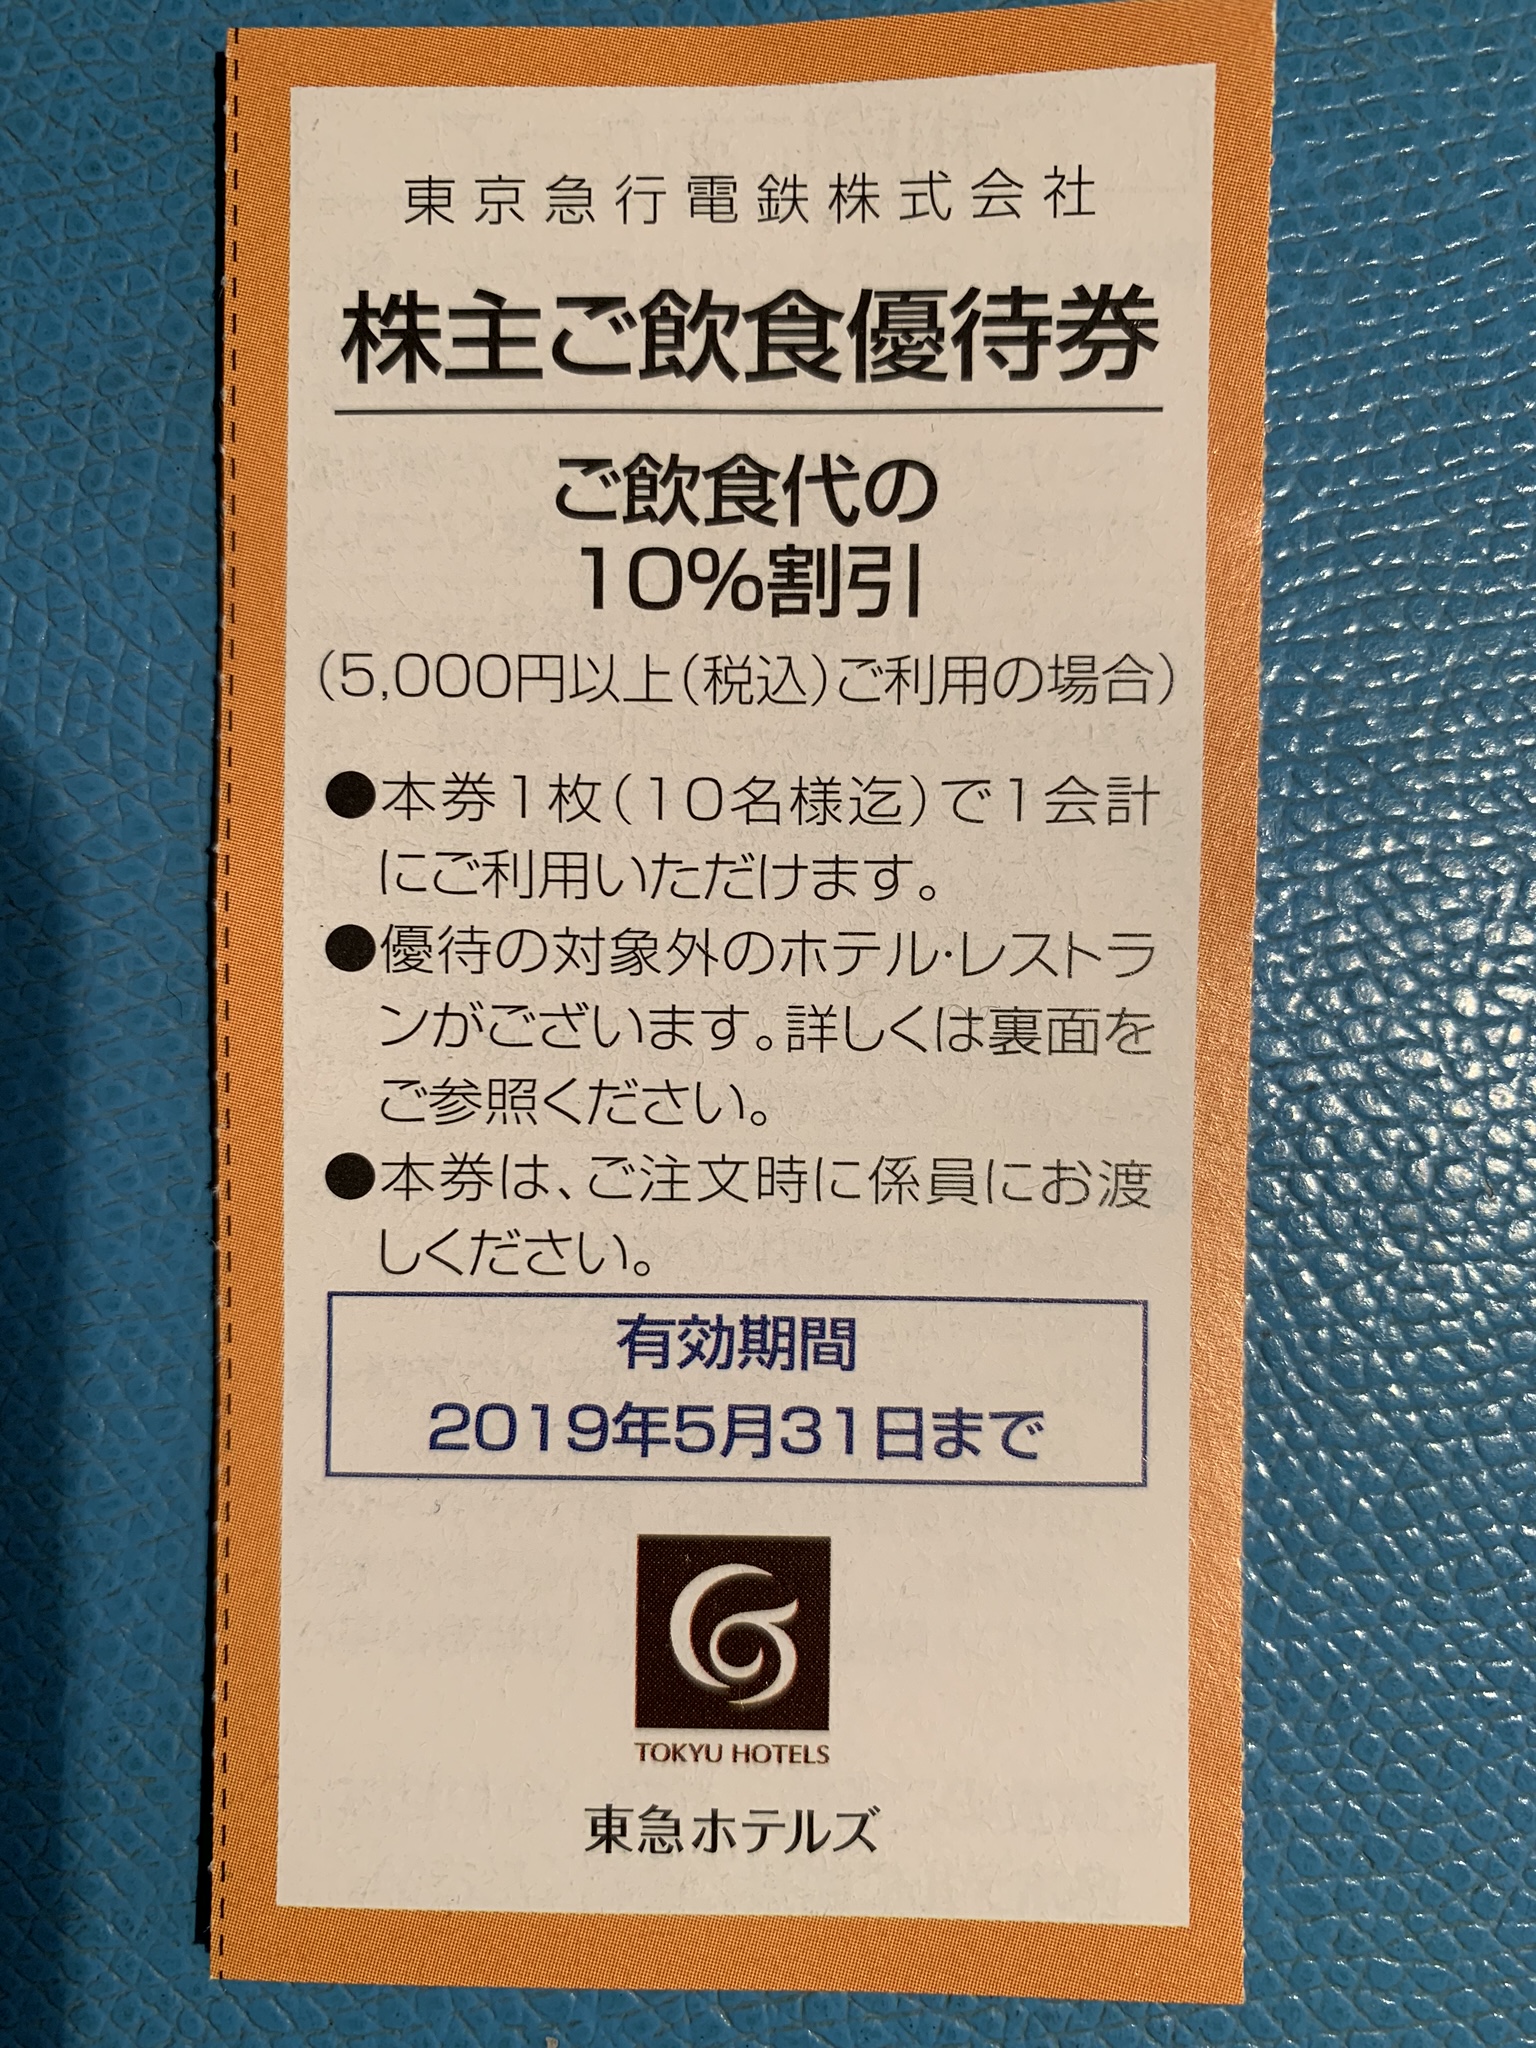 東京急行電鉄株式会社
株主ご飲食優待券
ご飲食代の
10%割引
(5,000円以上(税込)ご利用の場合)
●本券1枚(10名様迄)で1会計
にご利用いただけます。
●優待の対象外のホテル・レストラ
ンがございます。詳しくは裏面を
ご参照ください。
●本券は、ご注文時に係員にお渡
しください。
有効期間
2019年5月31日まで
TOKYU HOTELS
東急ホテルズ